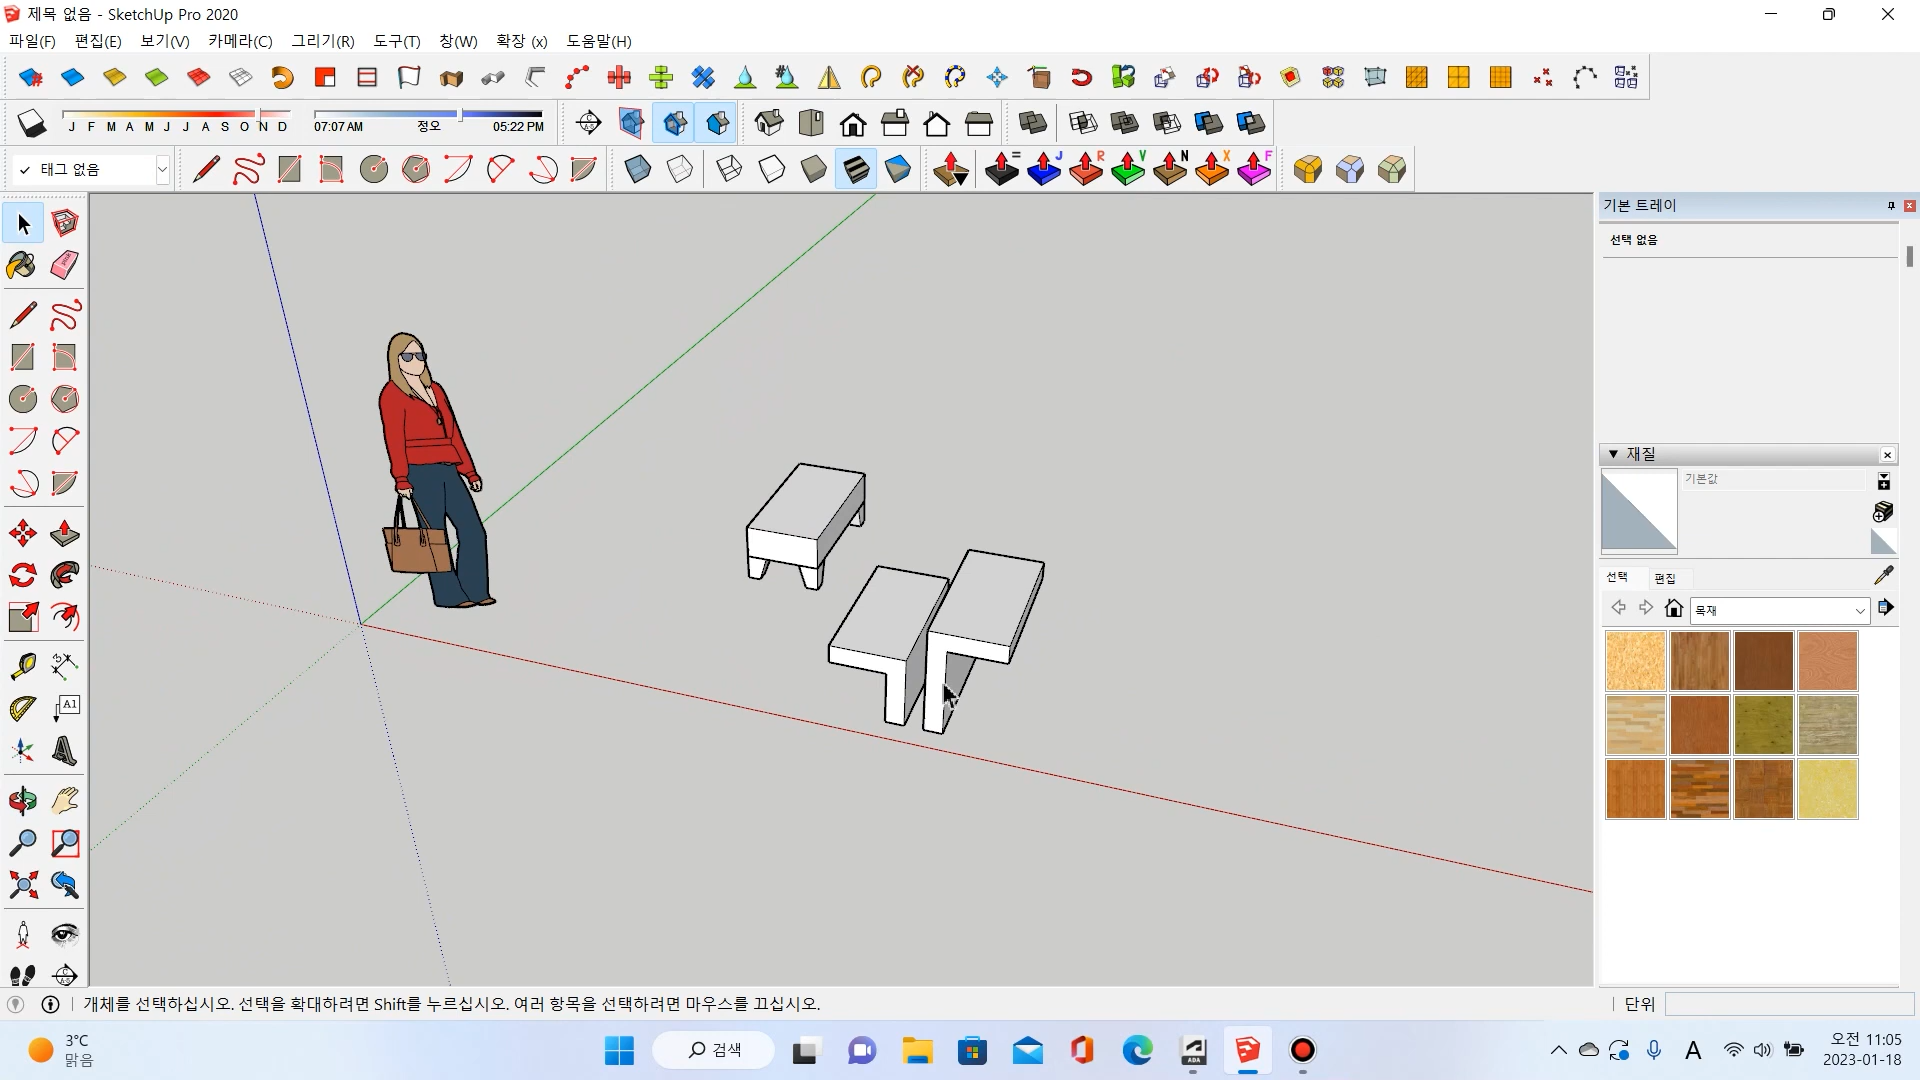 제목 없음 - SketchUp Pro 2020
파일(F) 편집(E) 보기(V) 카메라(C) 그리기(R) 도구(T) 창(W) 확장 (x) 도움말(H)
J F M A M J J A S O N D
07:07 AM 정오 05:22 PM
✓ 태그 없음
= J R V N X F
기본 트레이
선택 없음
▼ 재질
기본값
선택 편집
목재
A1
개체를 선택하십시오. 선택을 확대하려면 Shift를 누르십시오. 여러 항목을 선택하려면 마우스를 끄십시오.
단위
3°C
맑음
검색
ADA
A
오전 11:05
2023-01-18